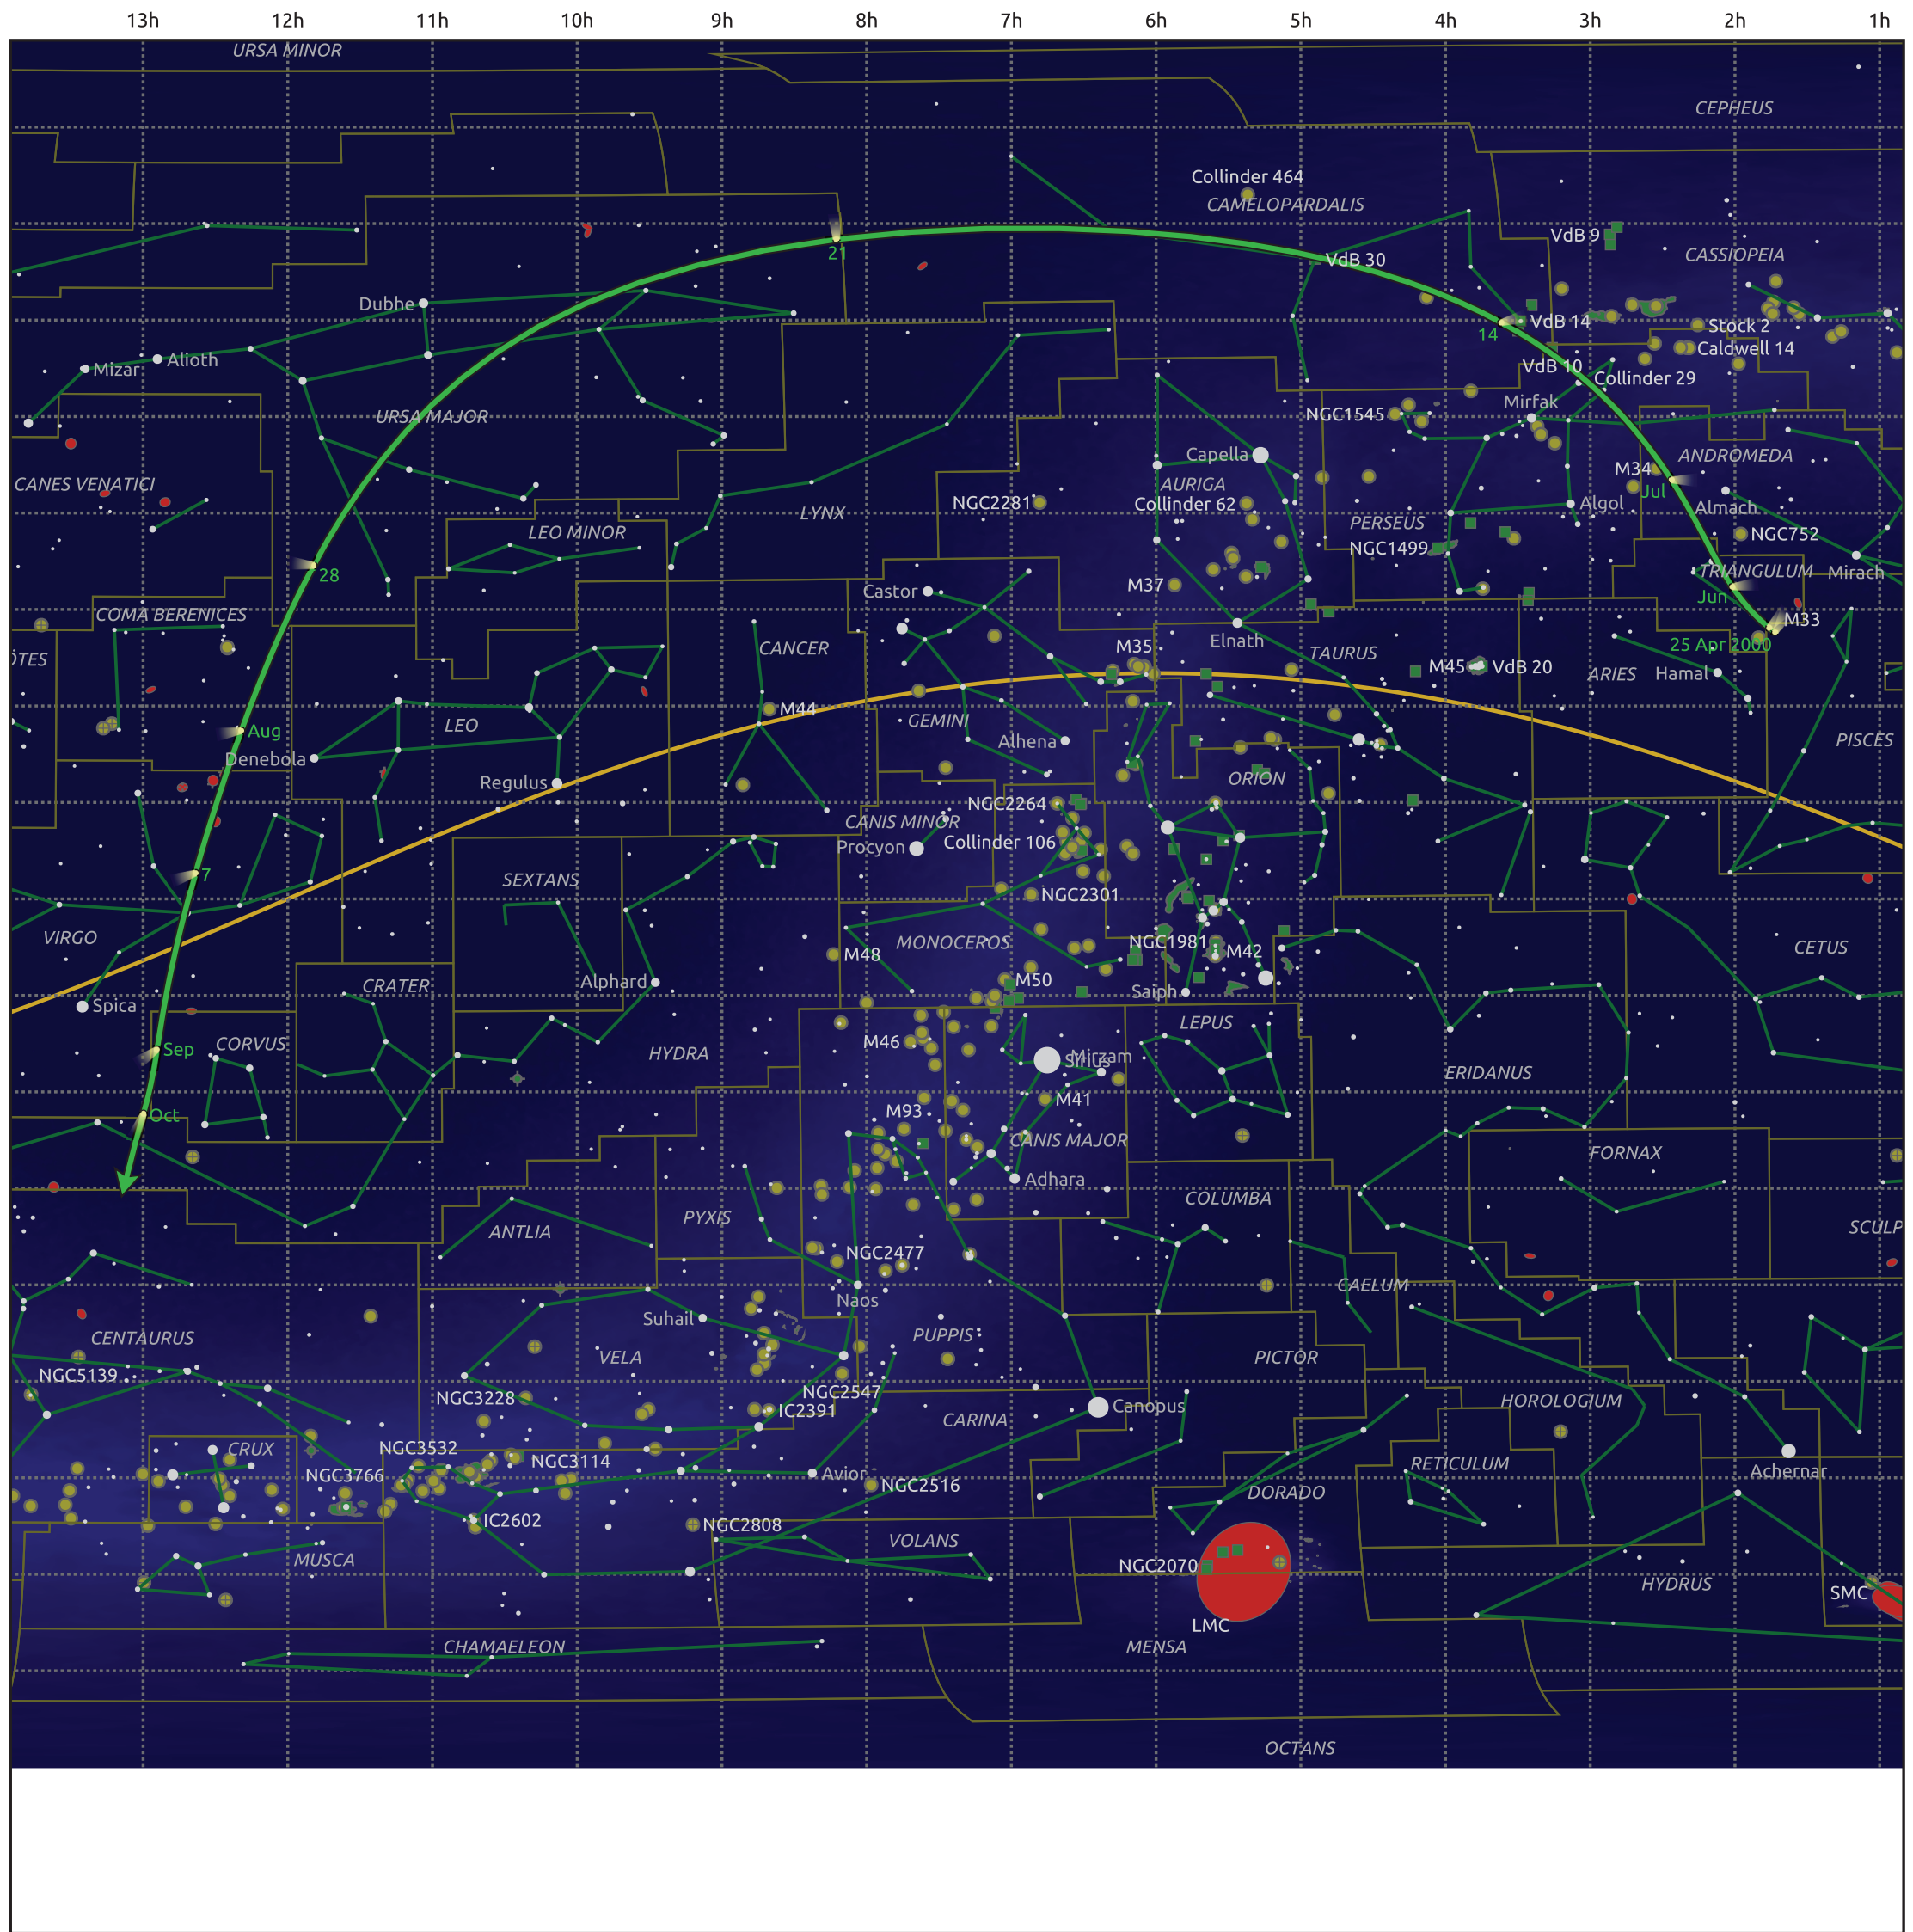 13h 12h 11h 10h 9h 8h 7h 6h 5h 4h 3h 2h 1h
URSA MINOR
CEPHEUS
Collinder 464
CAMELOPARDALIS
VdB 9
CASSIOPEIA
21
VdB 30
Dubhe
14
VdB 14
Stock 2
Caldwell 14
Mizar
Alioth
VdB 10
Collinder 29
URSA MAJOR
NGC1545
Mirfak
Capella
ANDROMEDA
M34
CANES VENATICI
AURIGA
Jul
NGC2281
Collinder 62
Algol
Almach
LYNX
PERSEUS
LEO MINOR
NGC752
NGC1499
28
TRIANGULUM
Mirach
Castor
M37
Jun
COMA BERENICES
M33
Elnath
25 Apr 2000
CANCER
M35
TAURUS
ÖTES
M45
VdB 20
ARIES
Hamal
M44
LEO
GEMINI
Aug
Alhena
PISCES
Denebola
Regulus
ORION
NGC2264
CANIS MINOR
Procyon
Collinder 106
7
SEXTANS
NGC2301
VIRGO
MONOCEROS
NGC1981
M42
CETUS
M48
Alphard
M50
CRATER
Saiph
Spica
LEPUS
Sep
CORVUS
HYDRA
M46
Mirzam
Sirius
ERIDANUS
M41
Oct
M93
CANIS MAJOR
FORNAX
Adhara
COLUMBA
PYXIS
ANTLIA
SCULP
NGC2477
CAELUM
Naos
Suhail
CENTAURUS
PUPPIS
VELA
PICTOR
NGC5139
NGC2547
NGC3228
IC2391
HOROLOGIUM
Canopus
CARINA
CRUX
NGC3532
NGC3114
RETICULUM
NGC3766
Avior
Achernar
NGC2516
DORADO
IC2602
NGC2808
VOLANS
MUSCA
NGC2070
HYDRUS
SMC
LMC
CHAMAELEON
MENSA
OCTANS